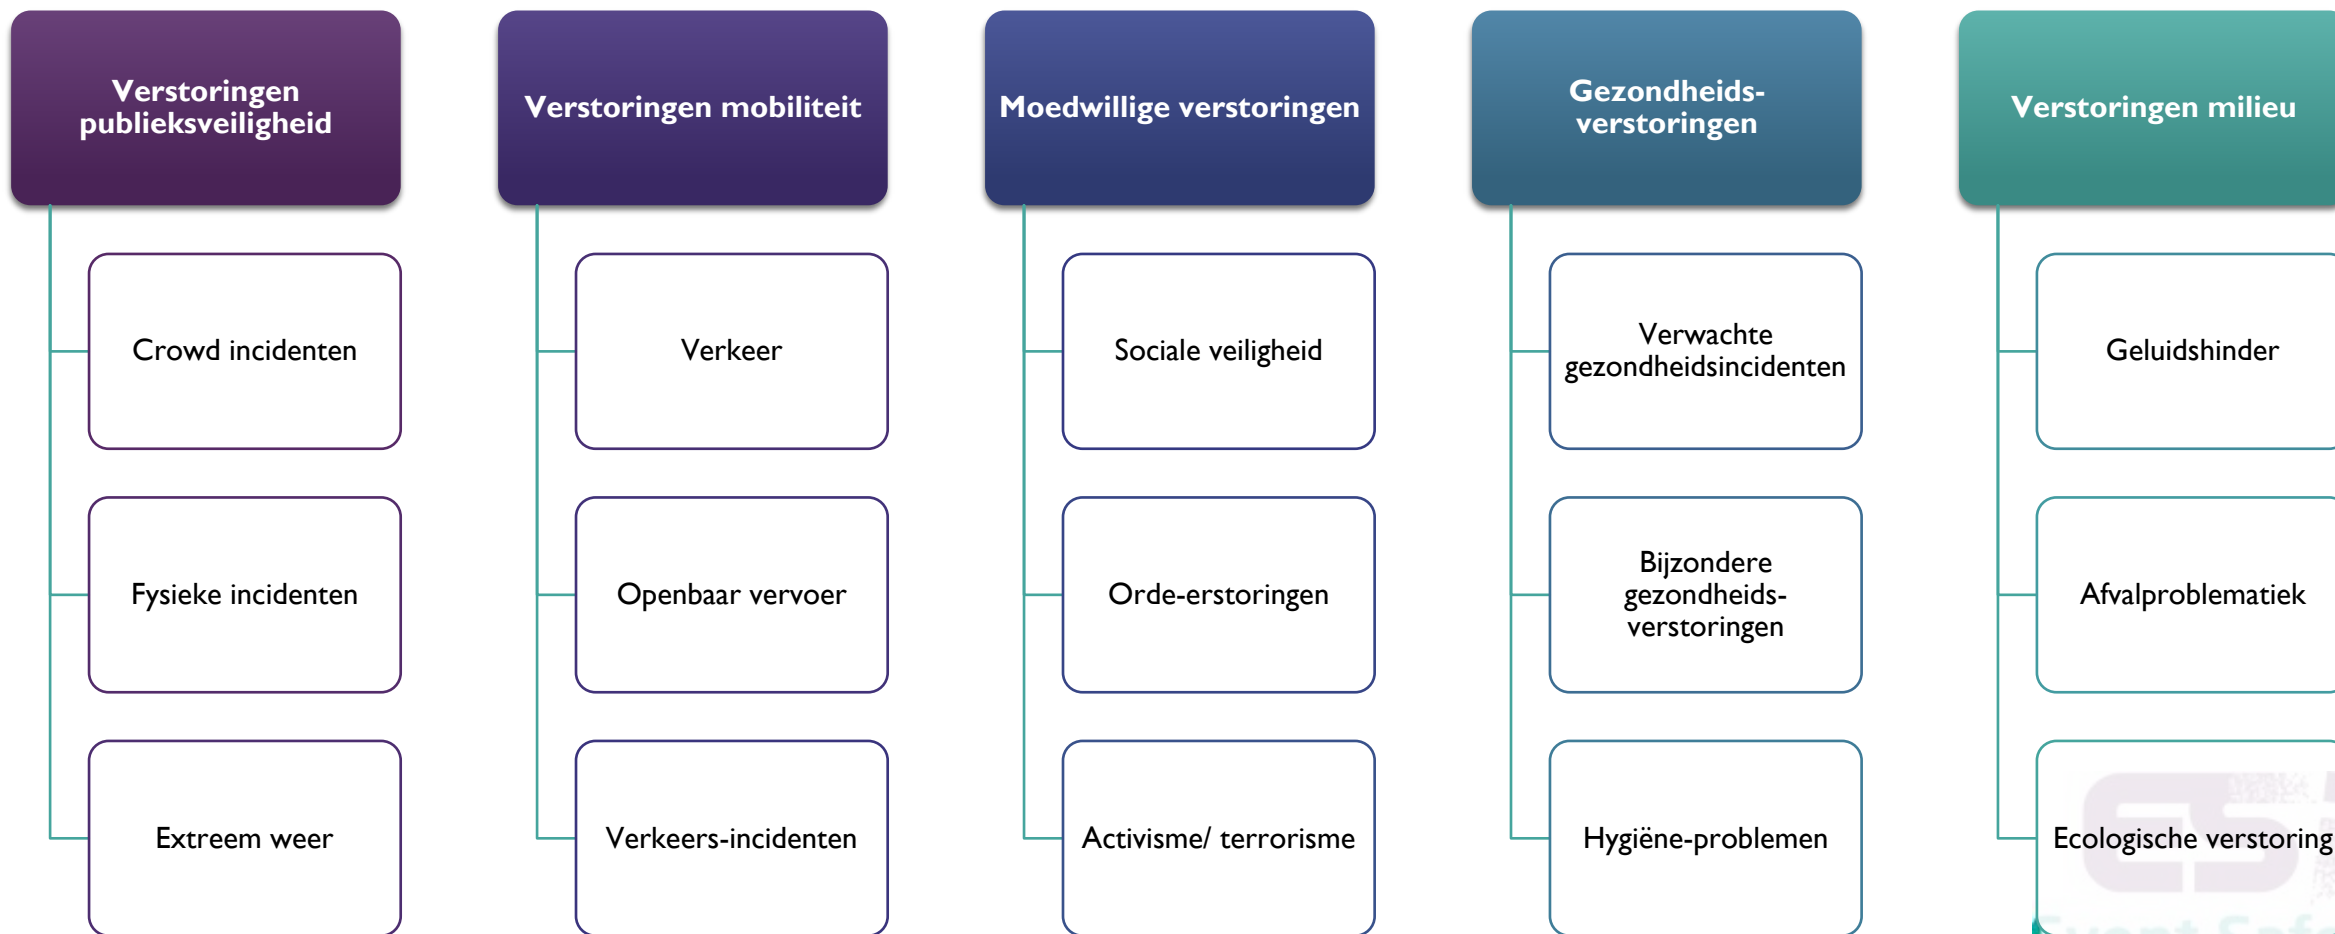 Verstoringen
publieksveiligheid
Crowd incidenten
Fysieke incidenten
Extreem weer
Verstoringen mobiliteit
Verkeer
Openbaar vervoer
Verkeers-incidenten
Moedwillige verstoringen
Sociale veiligheid
Orde-erstoringen
Activisme/ terrorisme
Gezondheids-
verstoringen
Verwachte
gezondheidsincidenten
Bijzondere
gezondheids-
verstoringen
Hygiëne-problemen
Verstoringen milieu
Geluidshinder
Afvalproblematiek
Ecologische verstoring
ES